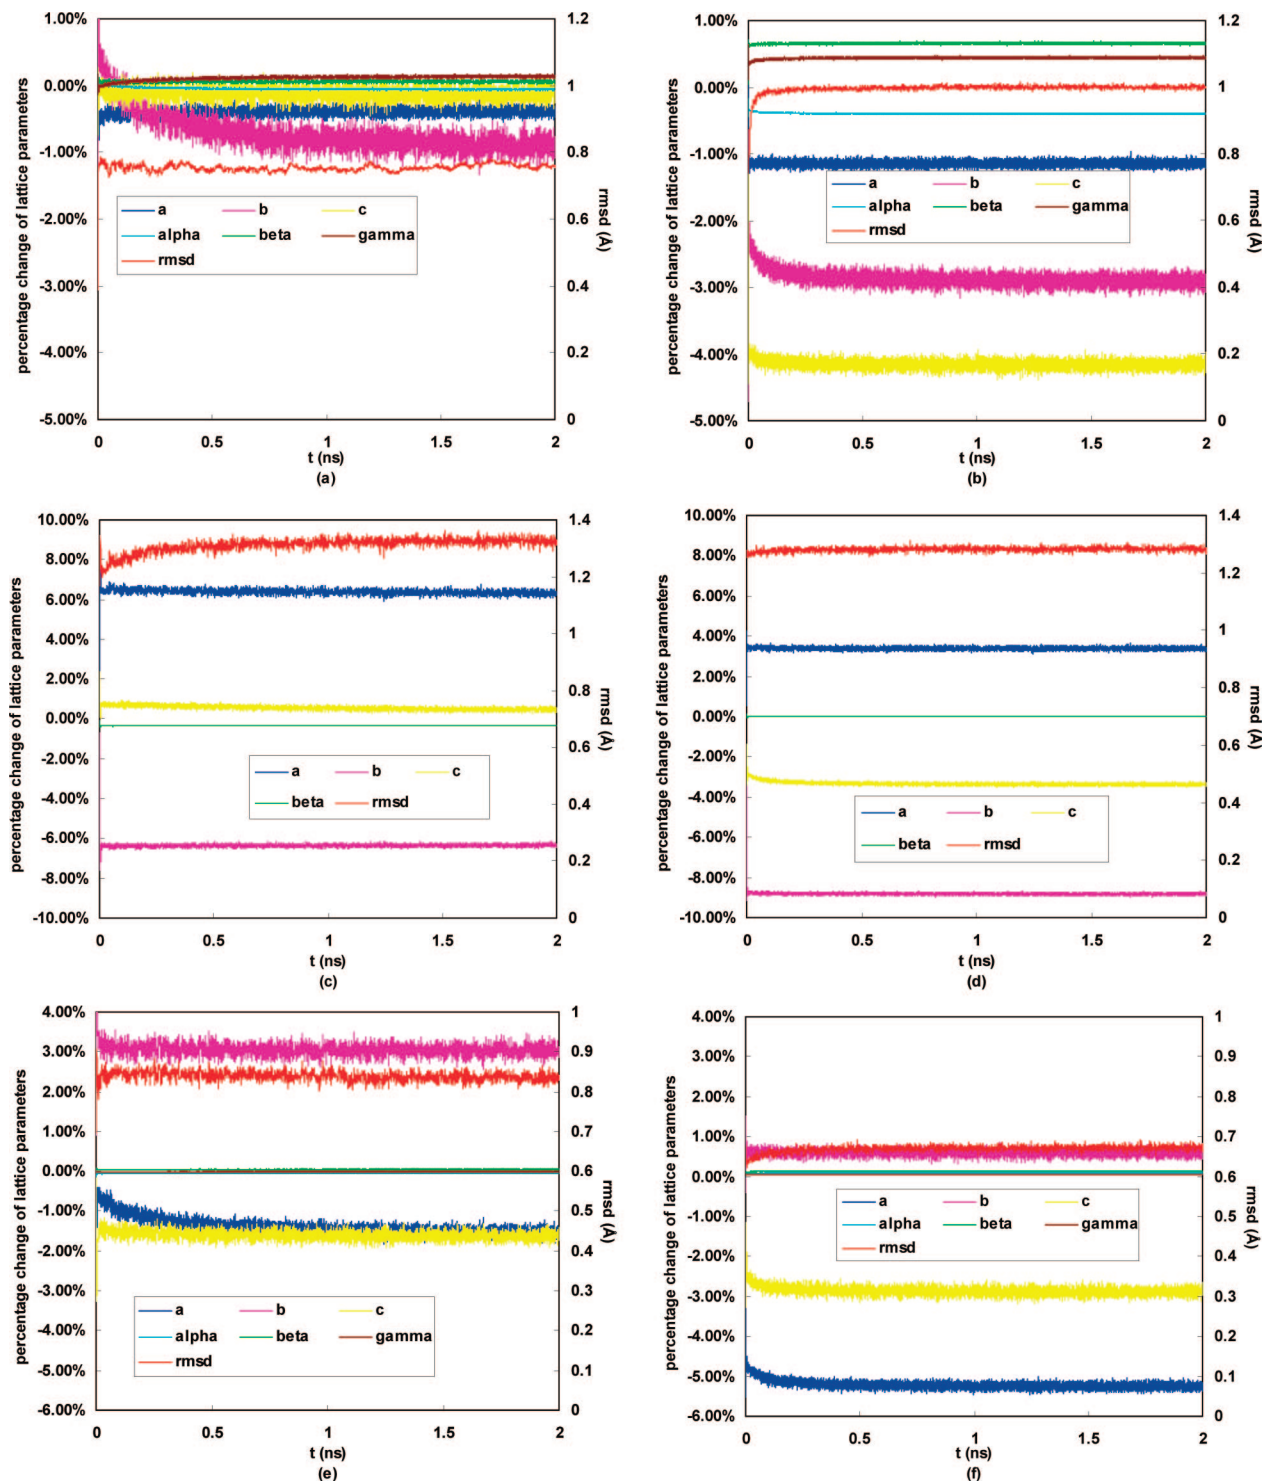 1.00%
0.00%
-1.00%
-2.00%
-3.00%
-4.00%
-5.00%
percentage change of lattice parameters
1.2
1
0.8
0.6
0.4
0.2
0
rmsd (Å)
a b c
alpha beta gamma
rmsd
0 0.5 1 1.5 2
t (ns)
(a)
1.00%
0.00%
-1.00%
-2.00%
-3.00%
-4.00%
-5.00%
percentage change of lattice parameters
1.2
1
0.8
0.6
0.4
0.2
0
rmsd (Å)
a b c
alpha beta gamma
rmsd
0 0.5 1 1.5 2
t (ns)
(b)
10.00%
8.00%
6.00%
4.00%
2.00%
0.00%
-2.00%
-4.00%
-6.00%
-8.00%
-10.00%
percentage change of lattice parameters
1.4
1.2
1
0.8
0.6
0.4
0.2
0
rmsd (Å)
a b c
beta rmsd
0 0.5 1 1.5 2
t (ns)
(c)
10.00%
8.00%
6.00%
4.00%
2.00%
0.00%
-2.00%
-4.00%
-6.00%
-8.00%
-10.00%
percentage change of lattice parameters
1.4
1.2
1
0.8
0.6
0.4
0.2
0
rmsd (Å)
a b c
beta rmsd
0 0.5 1 1.5 2
t (ns)
(d)
4.00%
3.00%
2.00%
1.00%
0.00%
-1.00%
-2.00%
-3.00%
-4.00%
-5.00%
-6.00%
percentage change of lattice parameters
1
0.9
0.8
0.7
0.6
0.5
0.4
0.3
0.2
0.1
0
rmsd (Å)
a b c
alpha beta gamma
rmsd
0 0.5 1 1.5 2
t (ns)
(e)
4.00%
3.00%
2.00%
1.00%
0.00%
-1.00%
-2.00%
-3.00%
-4.00%
-5.00%
-6.00%
percentage change of lattice parameters
1
0.9
0.8
0.7
0.6
0.5
0.4
0.3
0.2
0.1
0
rmsd (Å)
a b c
alpha beta gamma
rmsd
0 0.5 1 1.5 2
t (ns)
(f)